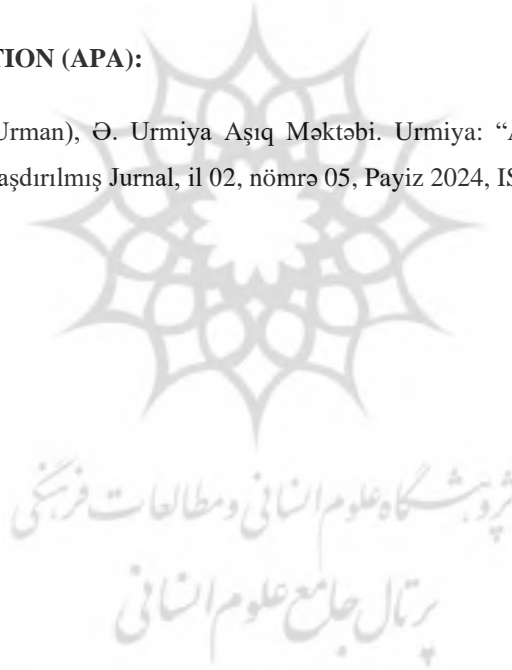 TION (APA):
Urman), Ə. Urmiya Aşıq Məktəbi. Urmiya: “A
aşdırılmış Jurnal, il 02, nömrə 05, Payiz 2024, IS
پژوهشگاه علوم انسانی و مطالعات فرهنگی
پرتال جامع علوم انسانی